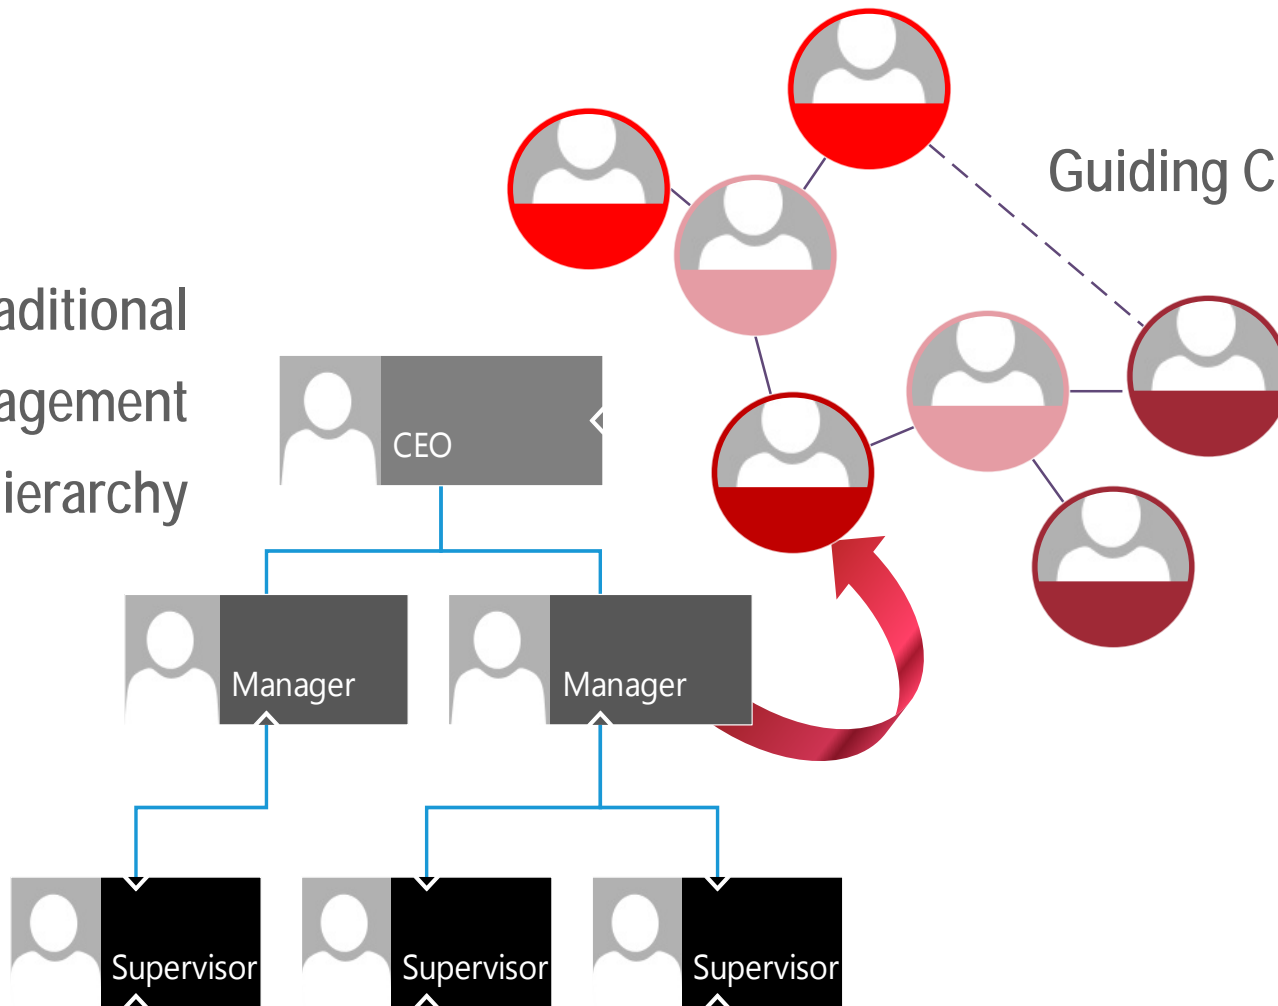 Guiding C
aditional
agement
ierarchy
CEO
Manager
Manager
Supervisor
Supervisor
Supervisor